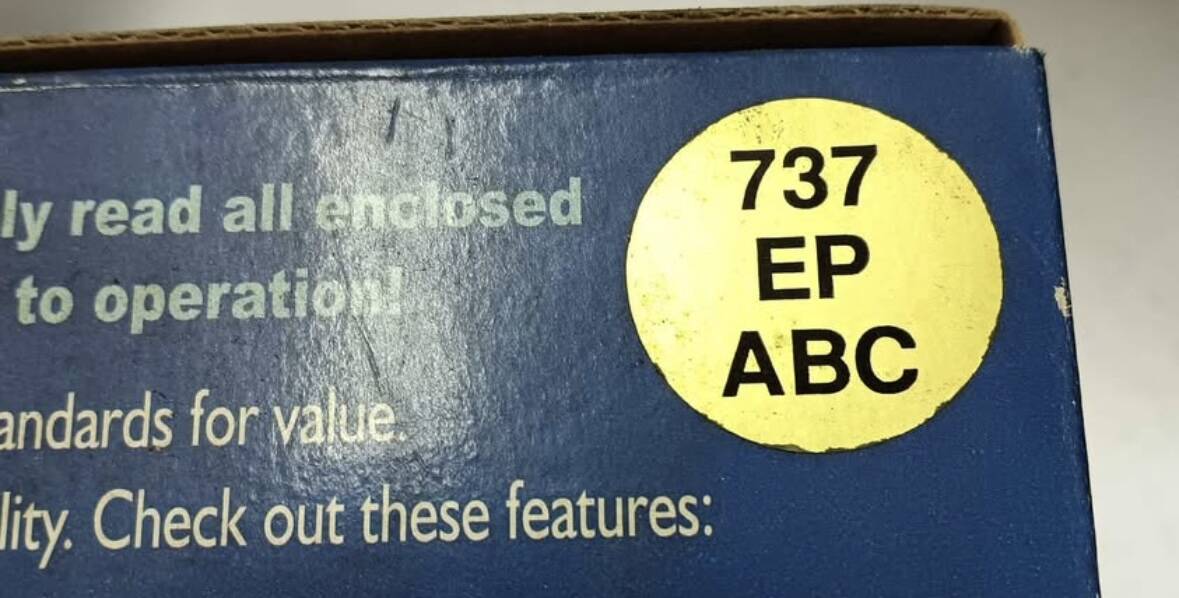 ly read all enclosed
to operation!
andards for value.
lity. Check out these features:
737
EP
ABC